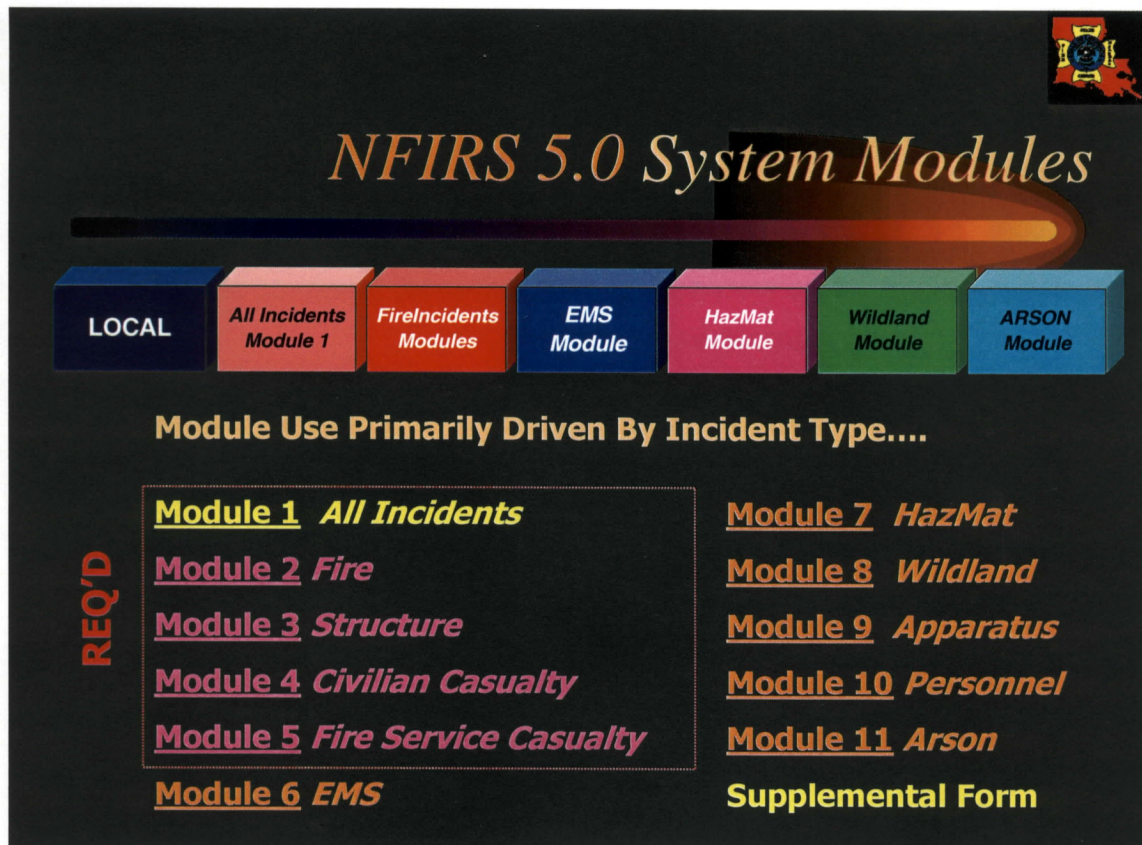 NFIRS 5.0 System Modules
LOCAL
All Incidents
Module 1
FireIncidents
Modules
EMS
Module
HazMat
Module
Wildland
Module
ARSON
Module
Module Use Primarily Driven By Incident Type....
REQ'D
Module 1 All Incidents
Module 2 Fire
Module 3 Structure
Module 4 Civilian Casualty
Module 5 Fire Service Casualty
Module 6 EMS
Module 7 HazMat
Module 8 Wildland
Module 9 Apparatus
Module 10 Personnel
Module 11 Arson
Supplemental Form